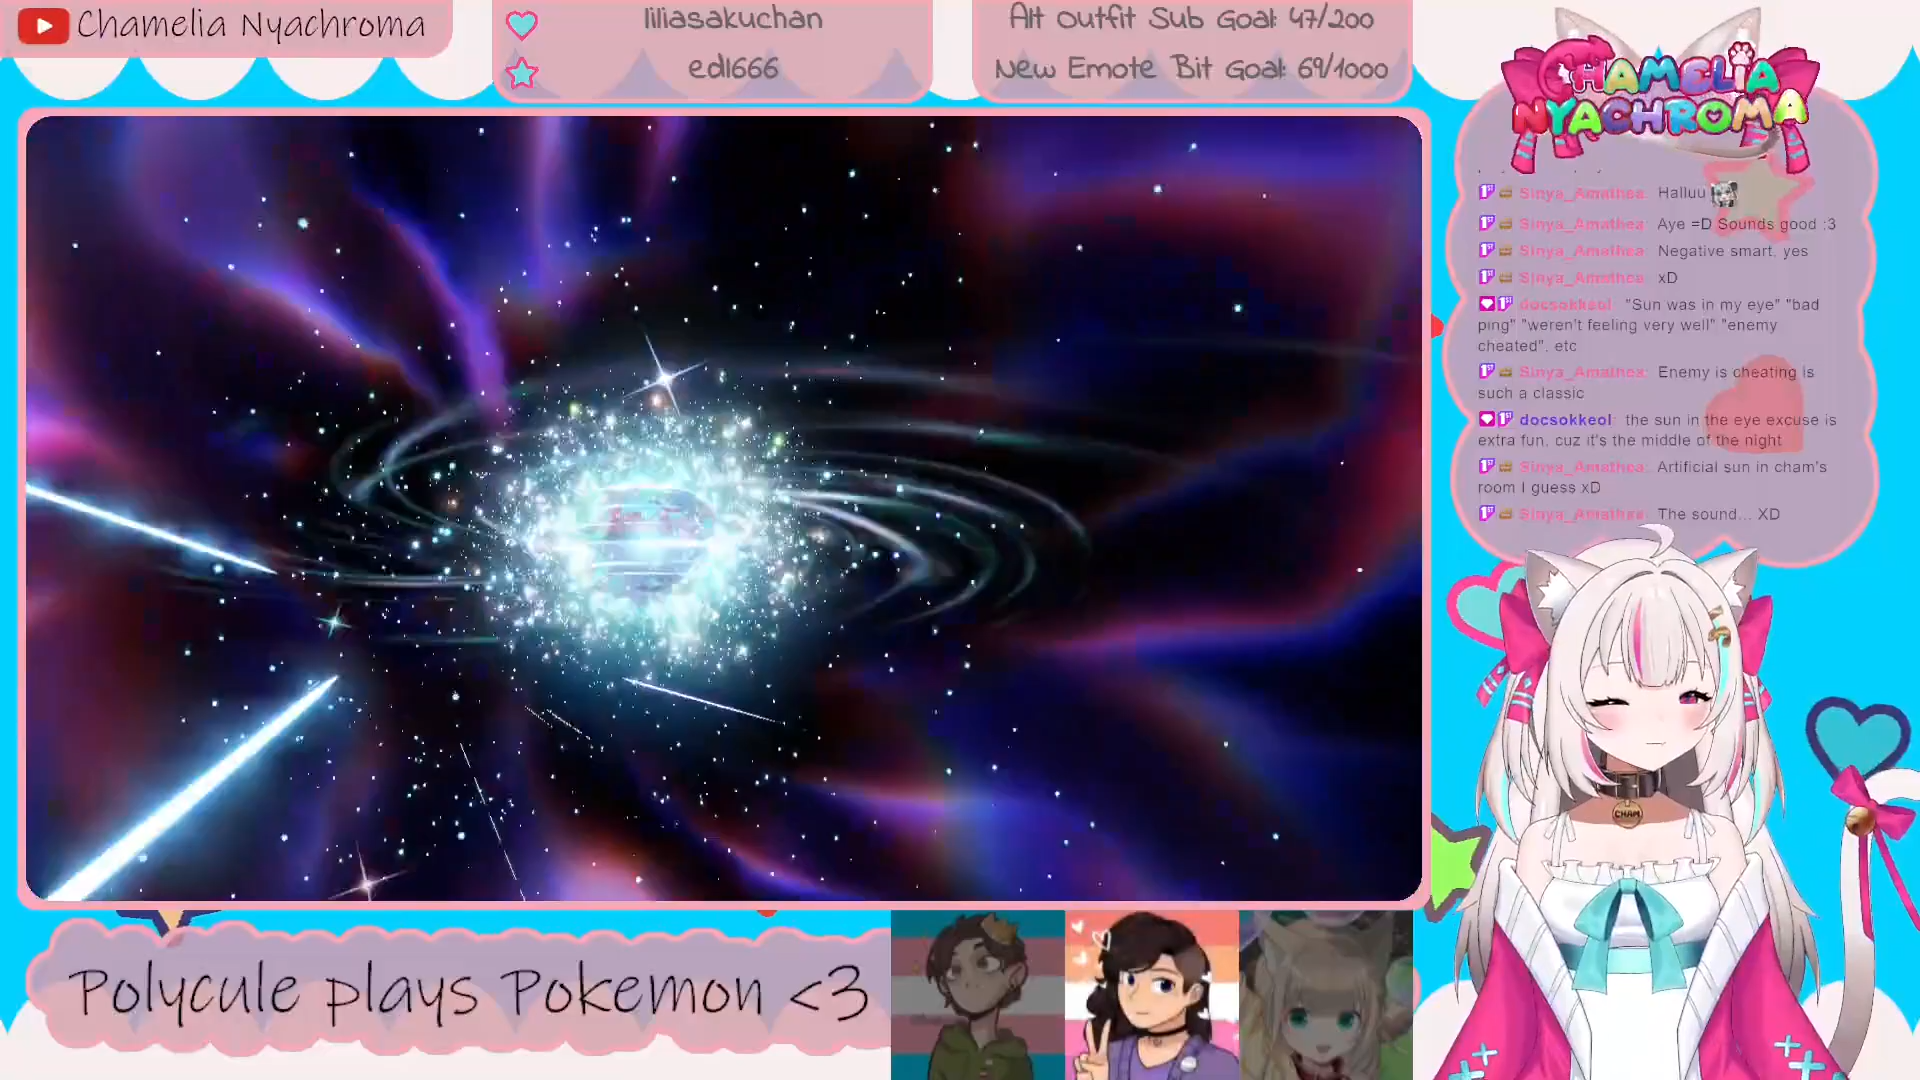 Chamelia Nyachroma
liliasakuchan
edl666
Alt Outfit Sub Goal: 47/200
New Emote Bit Goal: 69/1000
CHAMELIA
NYACHROMA
Sinya_Amathea: Halluu
Sinya_Amathea: Aye =D Sounds good :3
Sinya_Amathea: Negative smart, yes
Sinya_Amathea: xD
docsokkeol: "Sun was in my eye" "bad
ping" "weren't feeling very well" "enemy
cheated", etc
Sinya_Amathea: Enemy is cheating is
such a classic
docsokkeol: the sun in the eye excuse is
extra fun, cuz it's the middle of the night
Sinya_Amathea: Artificial sun in cham's
room I guess xD
Sinya_Amathea: The sound... XD
CHAM
Polycule plays Pokemon <3